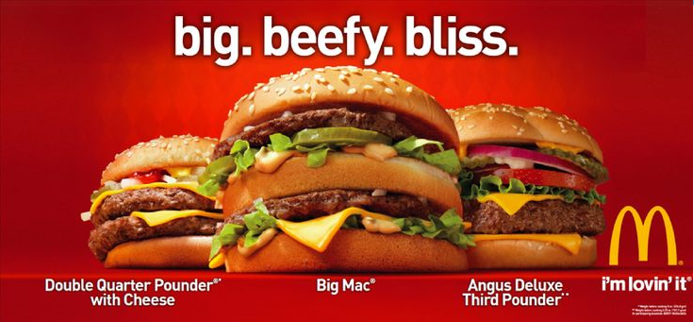 big. beefy. bliss.
Double Quarter Pounder®*
with Cheese
Big Mac®
Angus Deluxe
Third Pounder**
i'm lovin' it®